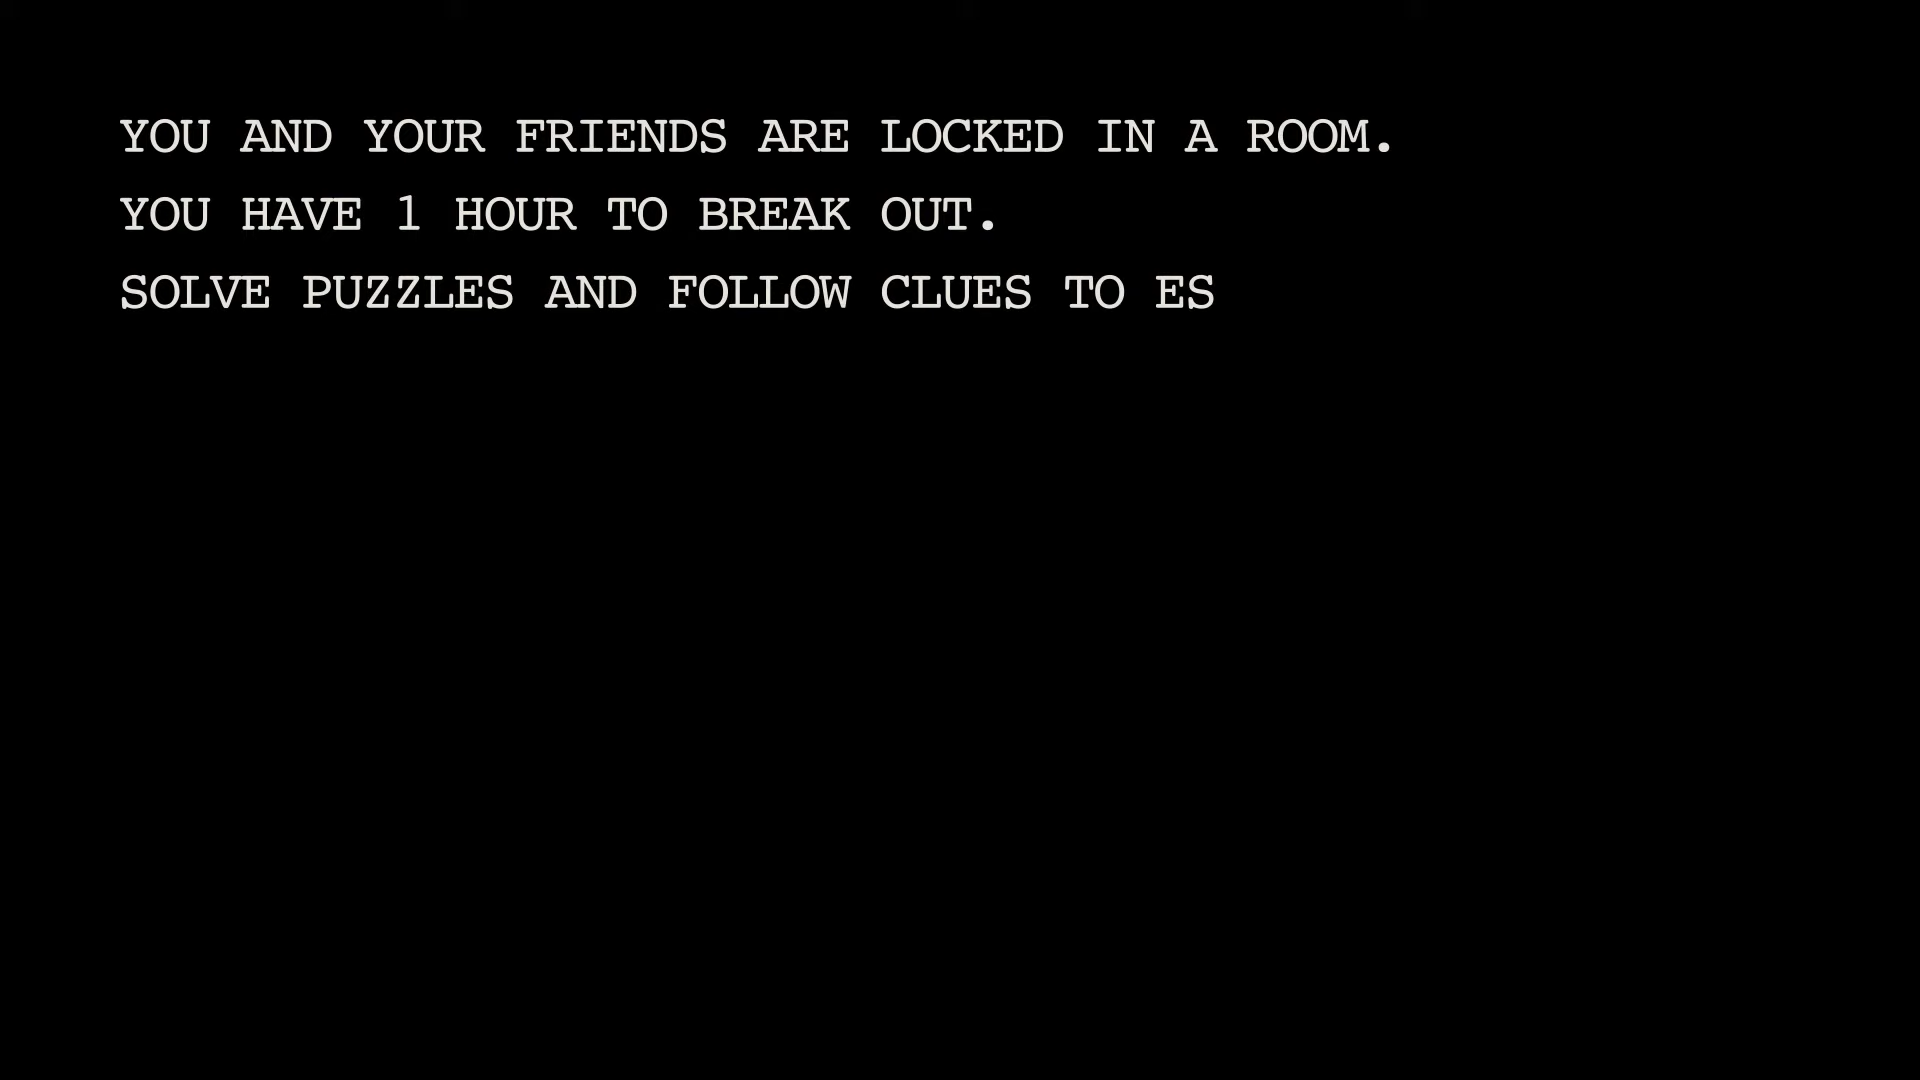 YOU AND YOUR FRIENDS ARE LOCKED IN A ROOM.
YOU HAVE 1 HOUR TO BREAK OUT.
SOLVE PUZZLES AND FOLLOW CLUES TO ES